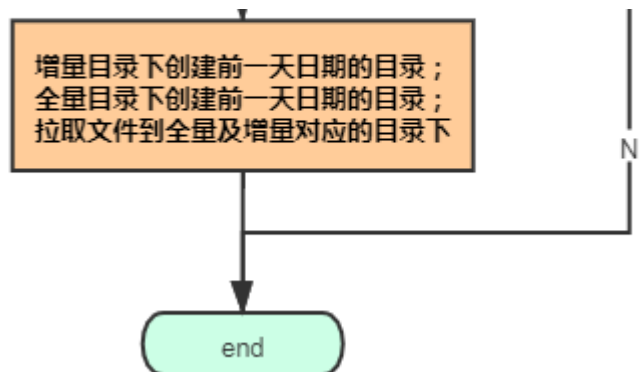 增量目录下创建前一天日期的目录；
全量目录下创建前一天日期的目录；
拉取文件到全量及增量对应的目录下
N
end